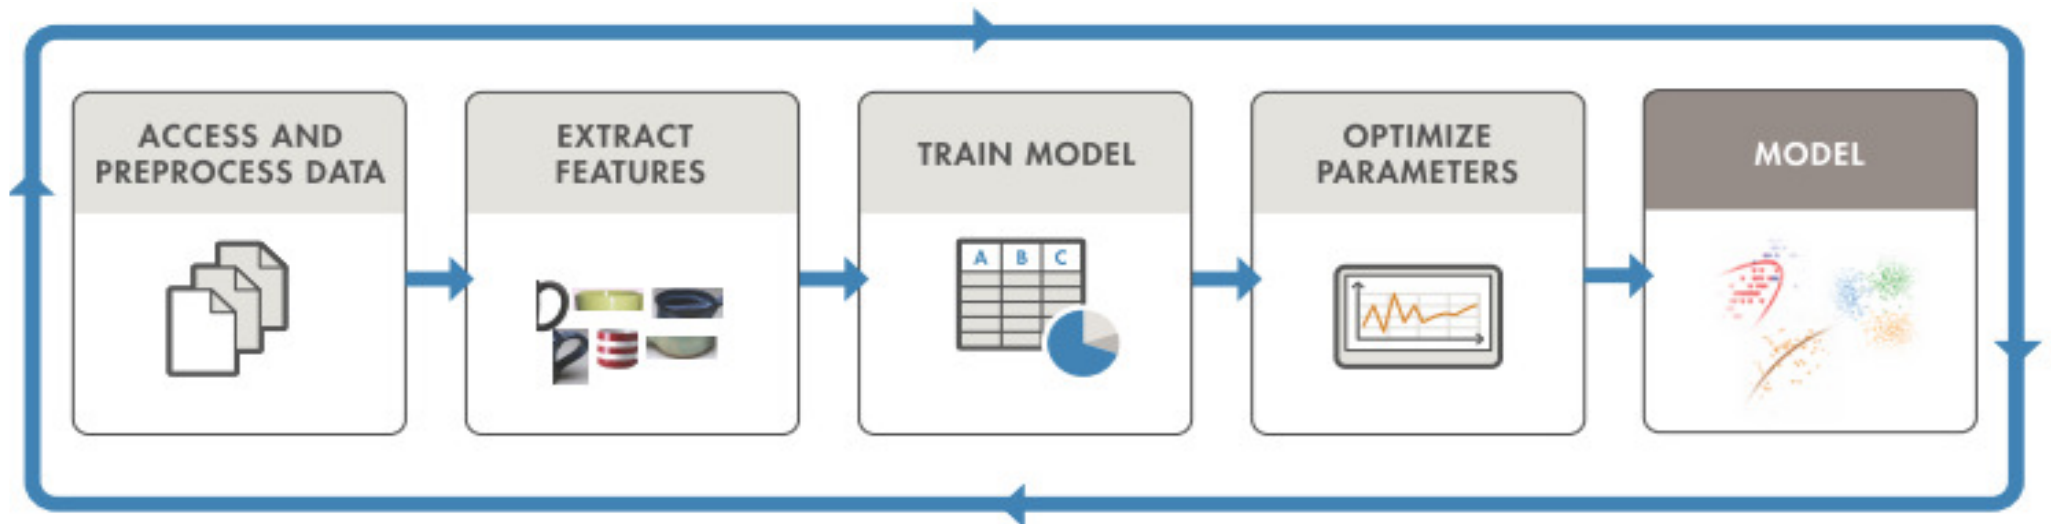 ACCESS AND
PREPROCESS DATA
EXTRACT
FEATURES
TRAIN MODEL
A B C
OPTIMIZE
PARAMETERS
MODEL